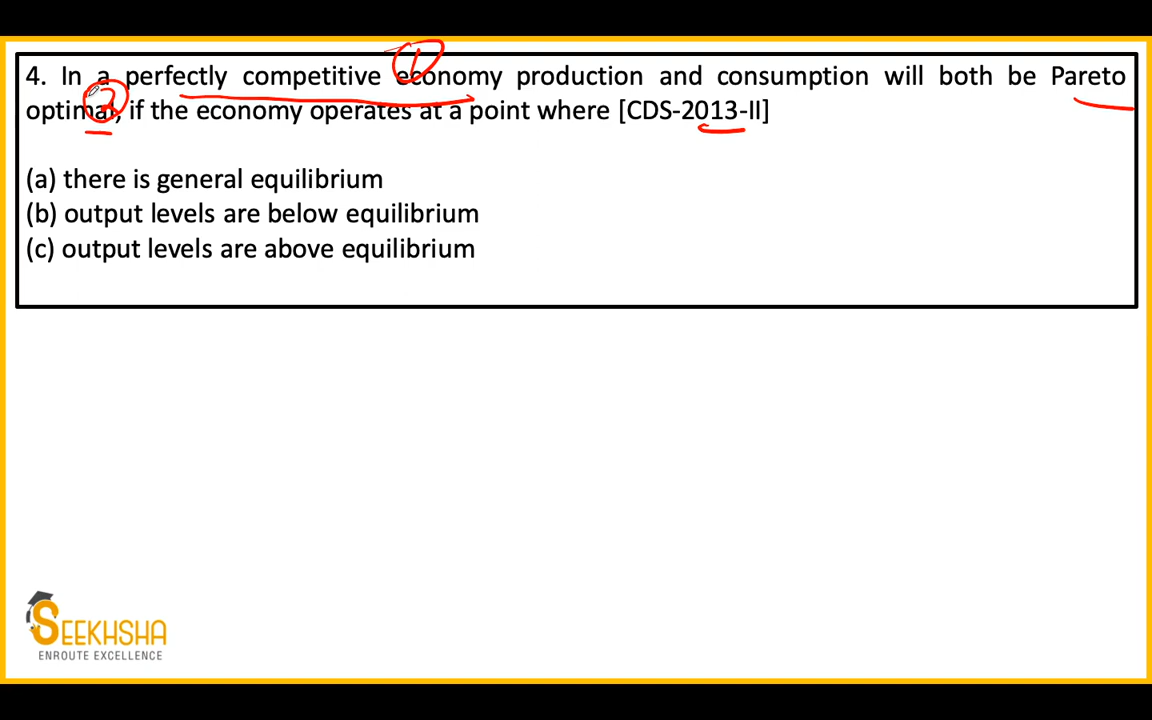 4. In a perfectly competitive economy production and consumption will both be Pareto
optimal, if the economy operates at a point where [CDS-2013-II]
(a) there is general equilibrium
(b) output levels are below equilibrium
(c) output levels are above equilibrium
1
2
SEEKHSHA
ENROUTE EXCELLENCE